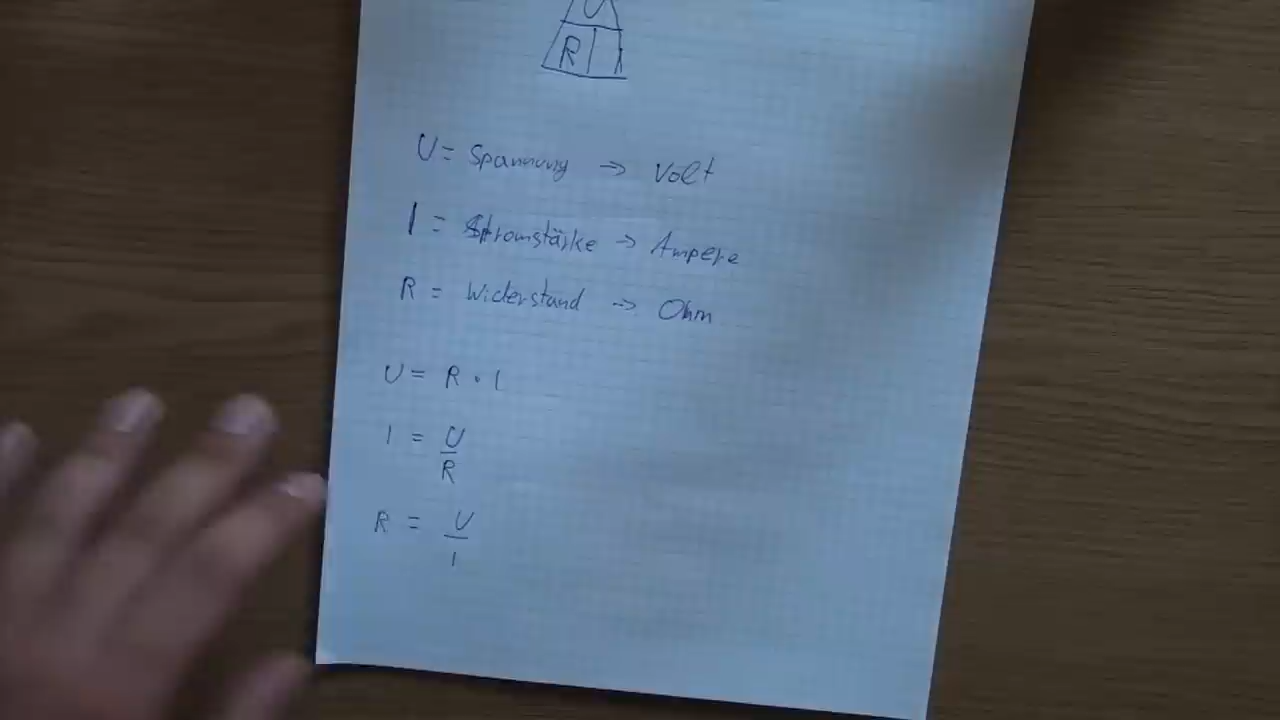 U
R I
U = Spannung → Volt
I = Stromstärke → Ampere
R = Widerstand → Ohm
U = R · I
I = U
R
R = U
I